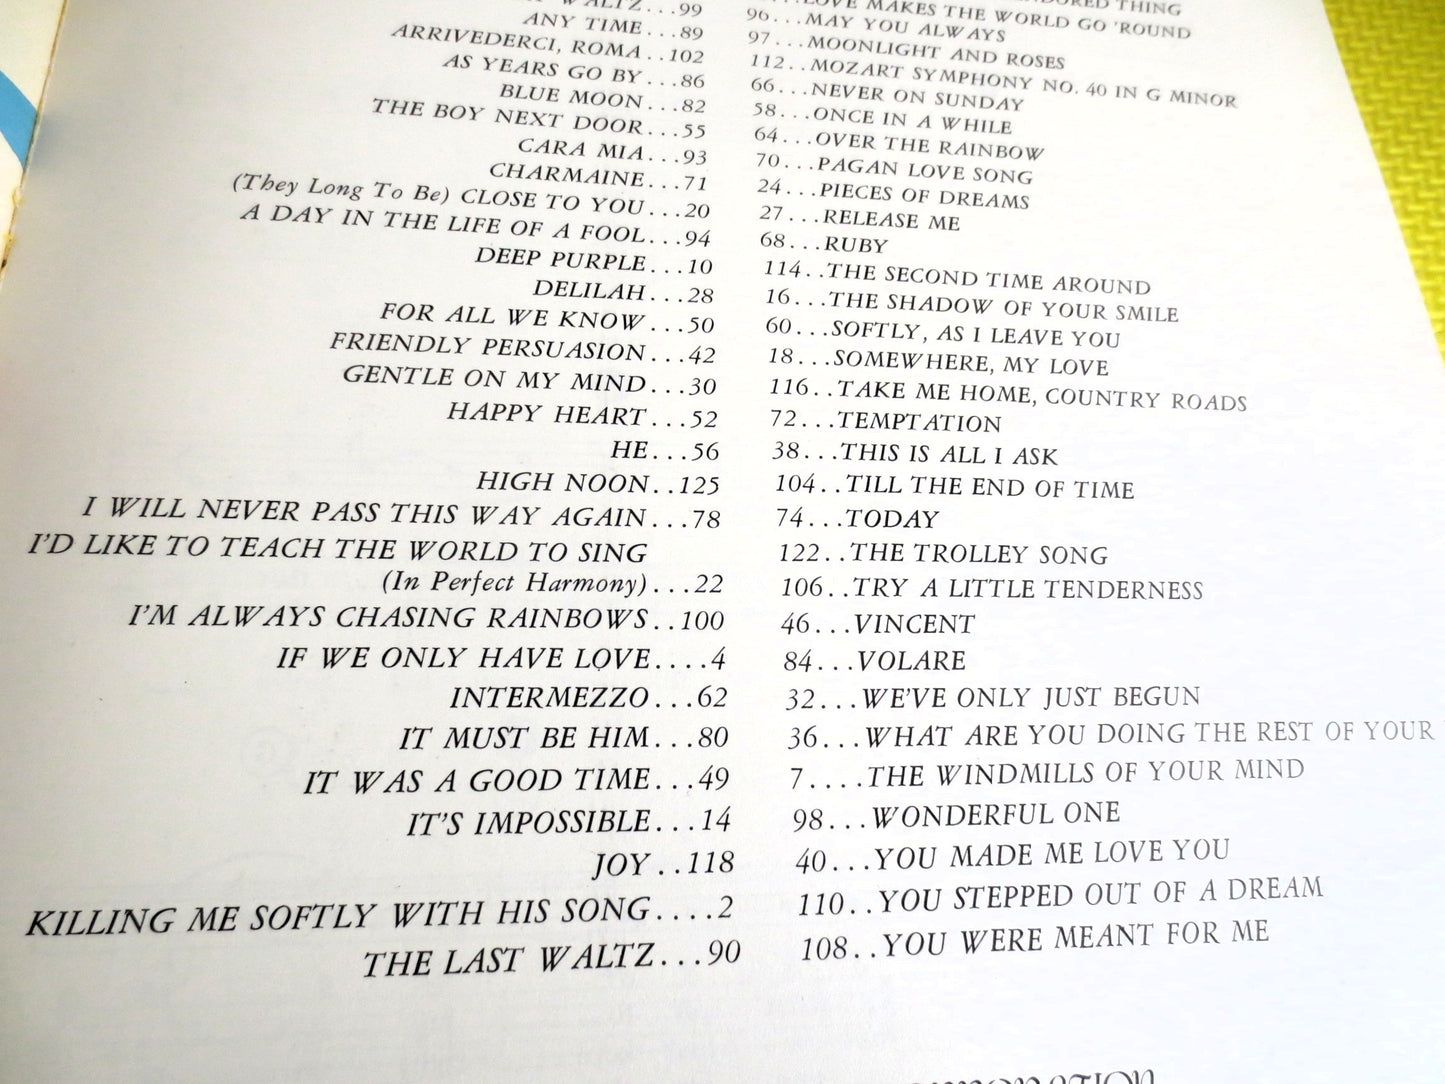 WALTZ...99
ANY TIME...89
ARRIVEDERCI, ROMA..102
AS YEARS GO BY...86
BLUE MOON...82
THE BOY NEXT DOOR...55
CARA MIA...93
CHARMAINE...71
(They Long To Be) CLOSE TO YOU...20
A DAY IN THE LIFE OF A FOOL...94
DEEP PURPLE...10
DELILAH...28
FOR ALL WE KNOW...50
FRIENDLY PERSUASION...42
GENTLE ON MY MIND...30
HAPPY HEART...52
HE...56
HIGH NOON..125
I WILL NEVER PASS THIS WAY AGAIN...78
I'D LIKE TO TEACH THE WORLD TO SING
(In Perfect Harmony)...22
I'M ALWAYS CHASING RAINBOWS..100
IF WE ONLY HAVE LOVE....4
INTERMEZZO...62
IT MUST BE HIM...80
IT WAS A GOOD TIME...49
IT'S IMPOSSIBLE...14
JOY..118
KILLING ME SOFTLY WITH HIS SONG....2
THE LAST WALTZ...90
THING
LOVE MAKES THE WORLD GO 'ROUND
96...MAY YOU ALWAYS
97...MOONLIGHT AND ROSES
112..MOZART SYMPHONY NO. 40 IN G MINOR
66...NEVER ON SUNDAY
58...ONCE IN A WHILE
64...OVER THE RAINBOW
70...PAGAN LOVE SONG
24...PIECES OF DREAMS
27...RELEASE ME
68...RUBY
114..THE SECOND TIME AROUND
16...THE SHADOW OF YOUR SMILE
60...SOFTLY, AS I LEAVE YOU
18...SOMEWHERE, MY LOVE
116..TAKE ME HOME, COUNTRY ROADS
72...TEMPTATION
38...THIS IS ALL I ASK
104..TILL THE END OF TIME
74...TODAY
122..THE TROLLEY SONG
106..TRY A LITTLE TENDERNESS
46...VINCENT
84...VOLARE
32...WE'VE ONLY JUST BEGUN
36...WHAT ARE YOU DOING THE REST OF YOUR
7....THE WINDMILLS OF YOUR MIND
98...WONDERFUL ONE
40...YOU MADE ME LOVE YOU
110..YOU STEPPED OUT OF A DREAM
108..YOU WERE MEANT FOR ME